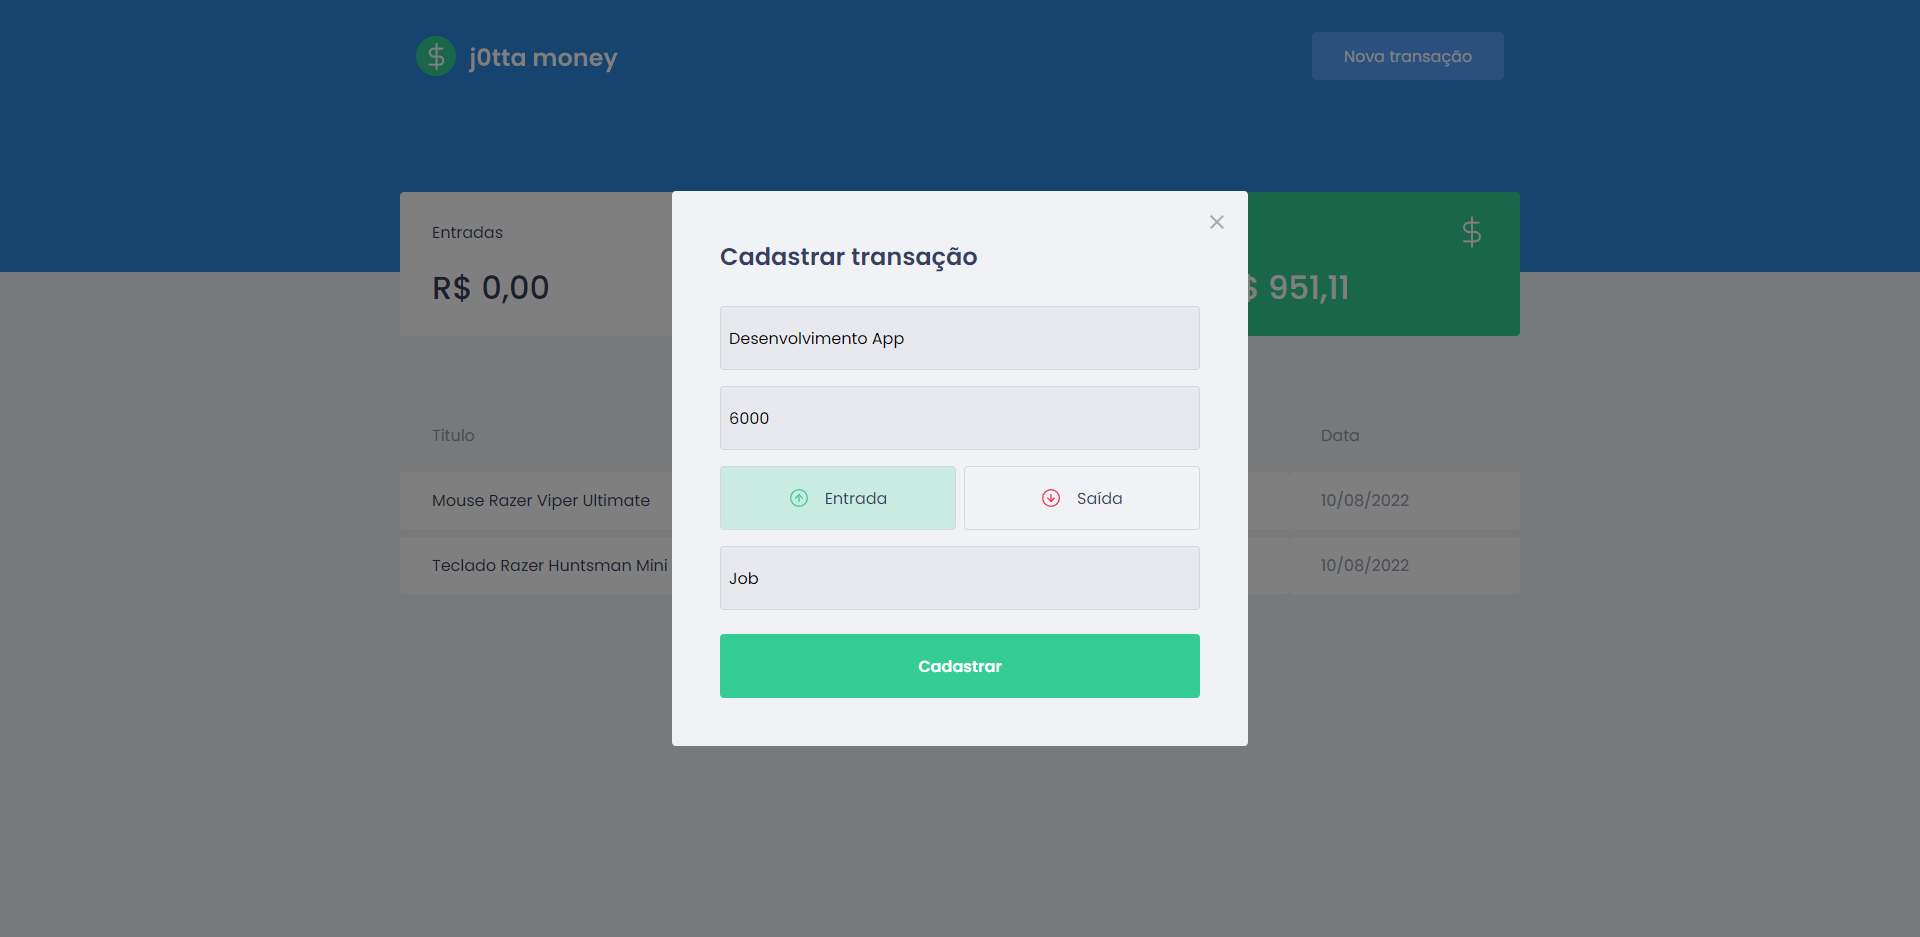 j0tta money
Nova transação
Entradas
R$ 0,00
$ 951,11
Cadastrar transação
Desenvolvimento App
6000
Entrada
Saída
Job
Cadastrar
Titulo
Data
Mouse Razer Viper Ultimate
10/08/2022
Teclado Razer Huntsman Mini
10/08/2022